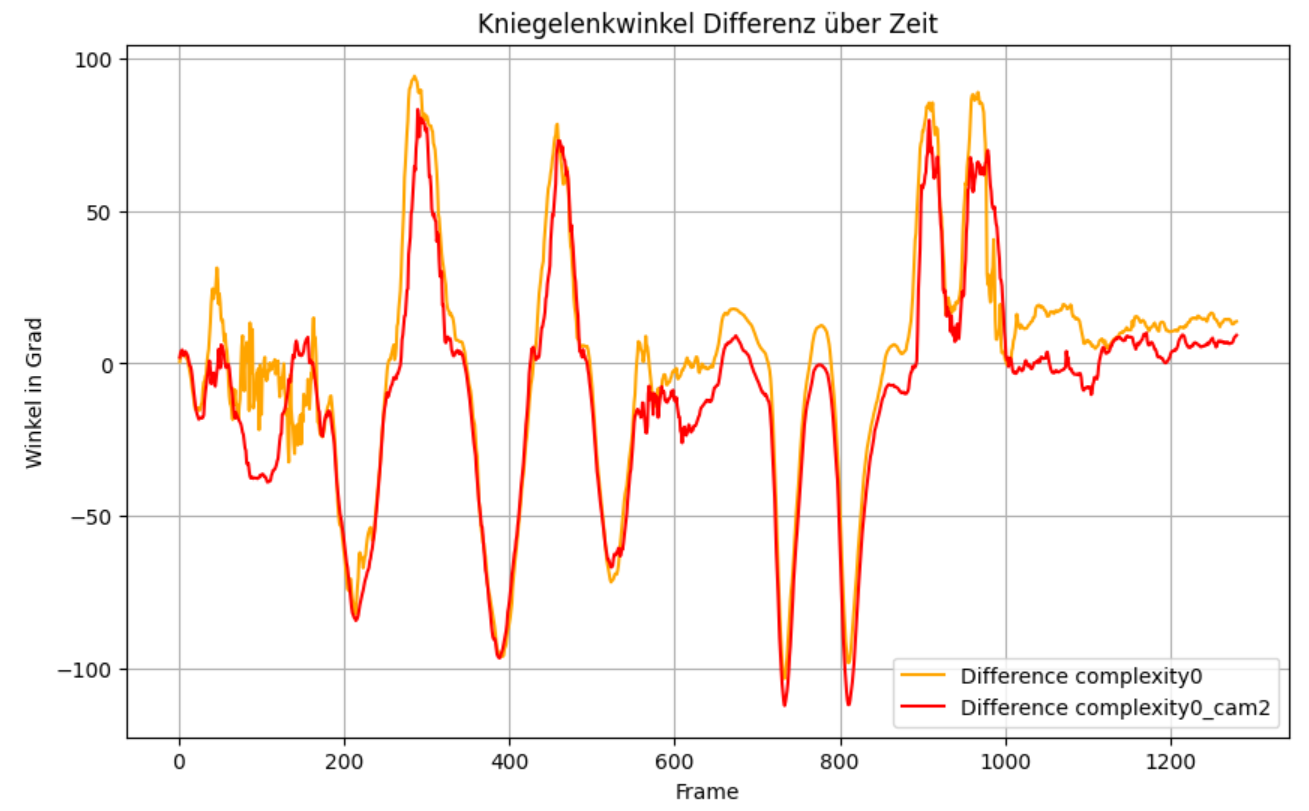 Kniegelenkwinkel Differenz über Zeit
Winkel in Grad
100
50
0
−50
−100
Difference complexity0
Difference complexity0_cam2
0 200 400 600 800 1000 1200
Frame